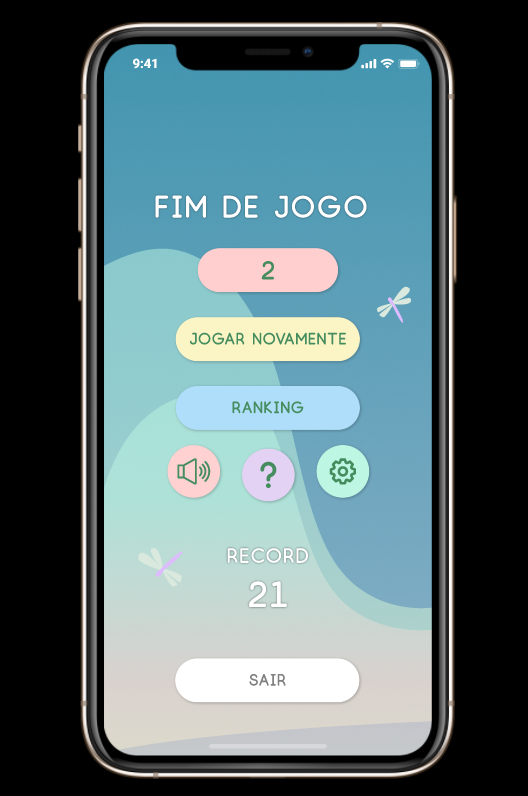 9:41
FIM DE JOGO
2
JOGAR NOVAMENTE
RANKING
?
RECORD
21
SAIR